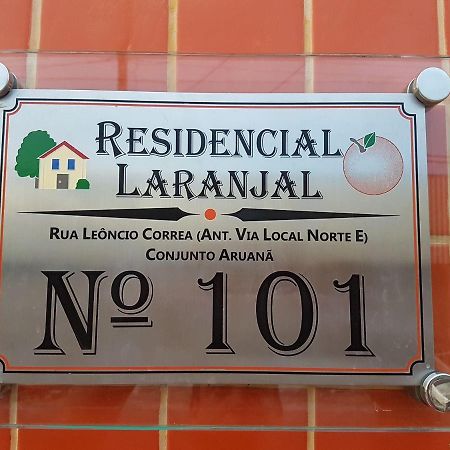 RESIDENCIAL
LARANJAL
RUA LEÔNCIO CORREA (ANT. VIA LOCAL NORTE E)
CONJUNTO ARUANÃ
Nº 101